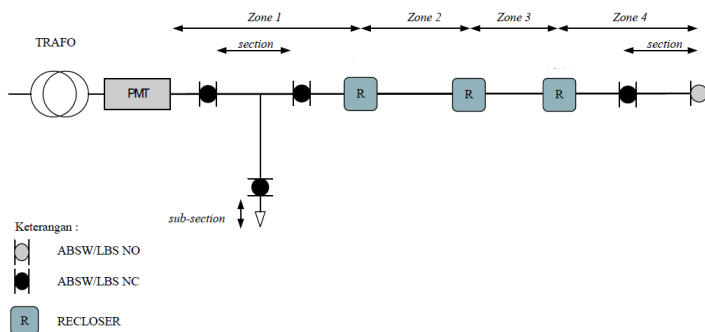 Zone 1
Zone 2
Zone 3
Zone 4
TRAFO
section
section
PMT
R
R
R
sub-section
Keterangan :
ABSW/LBS NO
ABSW/LBS NC
R
RECLOSER